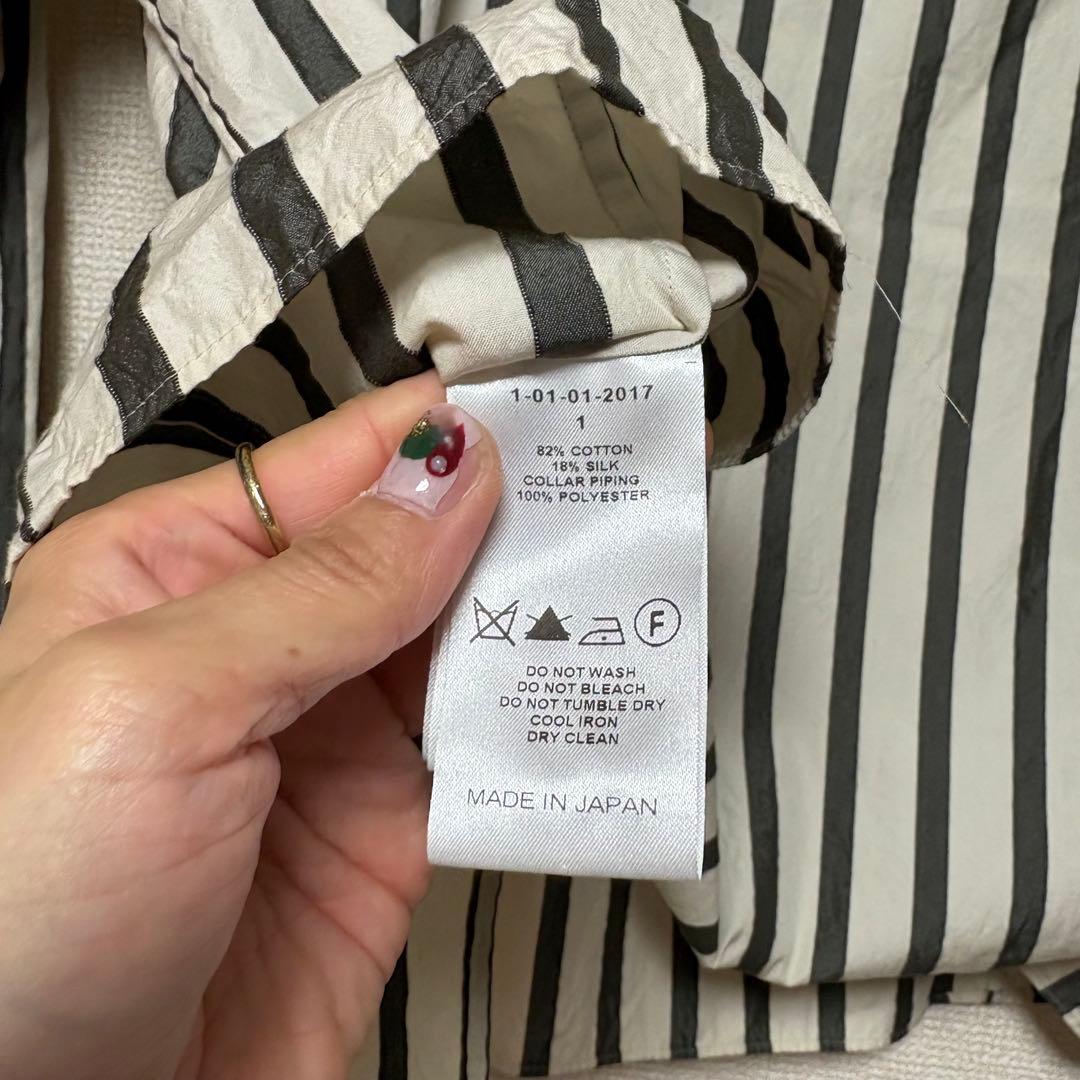 1-01-01-2017
1
82% COTTON
18% SILK
COLLAR PIPING
100% POLYESTER
F
DO NOT WASH
DO NOT BLEACH
DO NOT TUMBLE DRY
COOL IRON
DRY CLEAN
MADE IN JAPAN